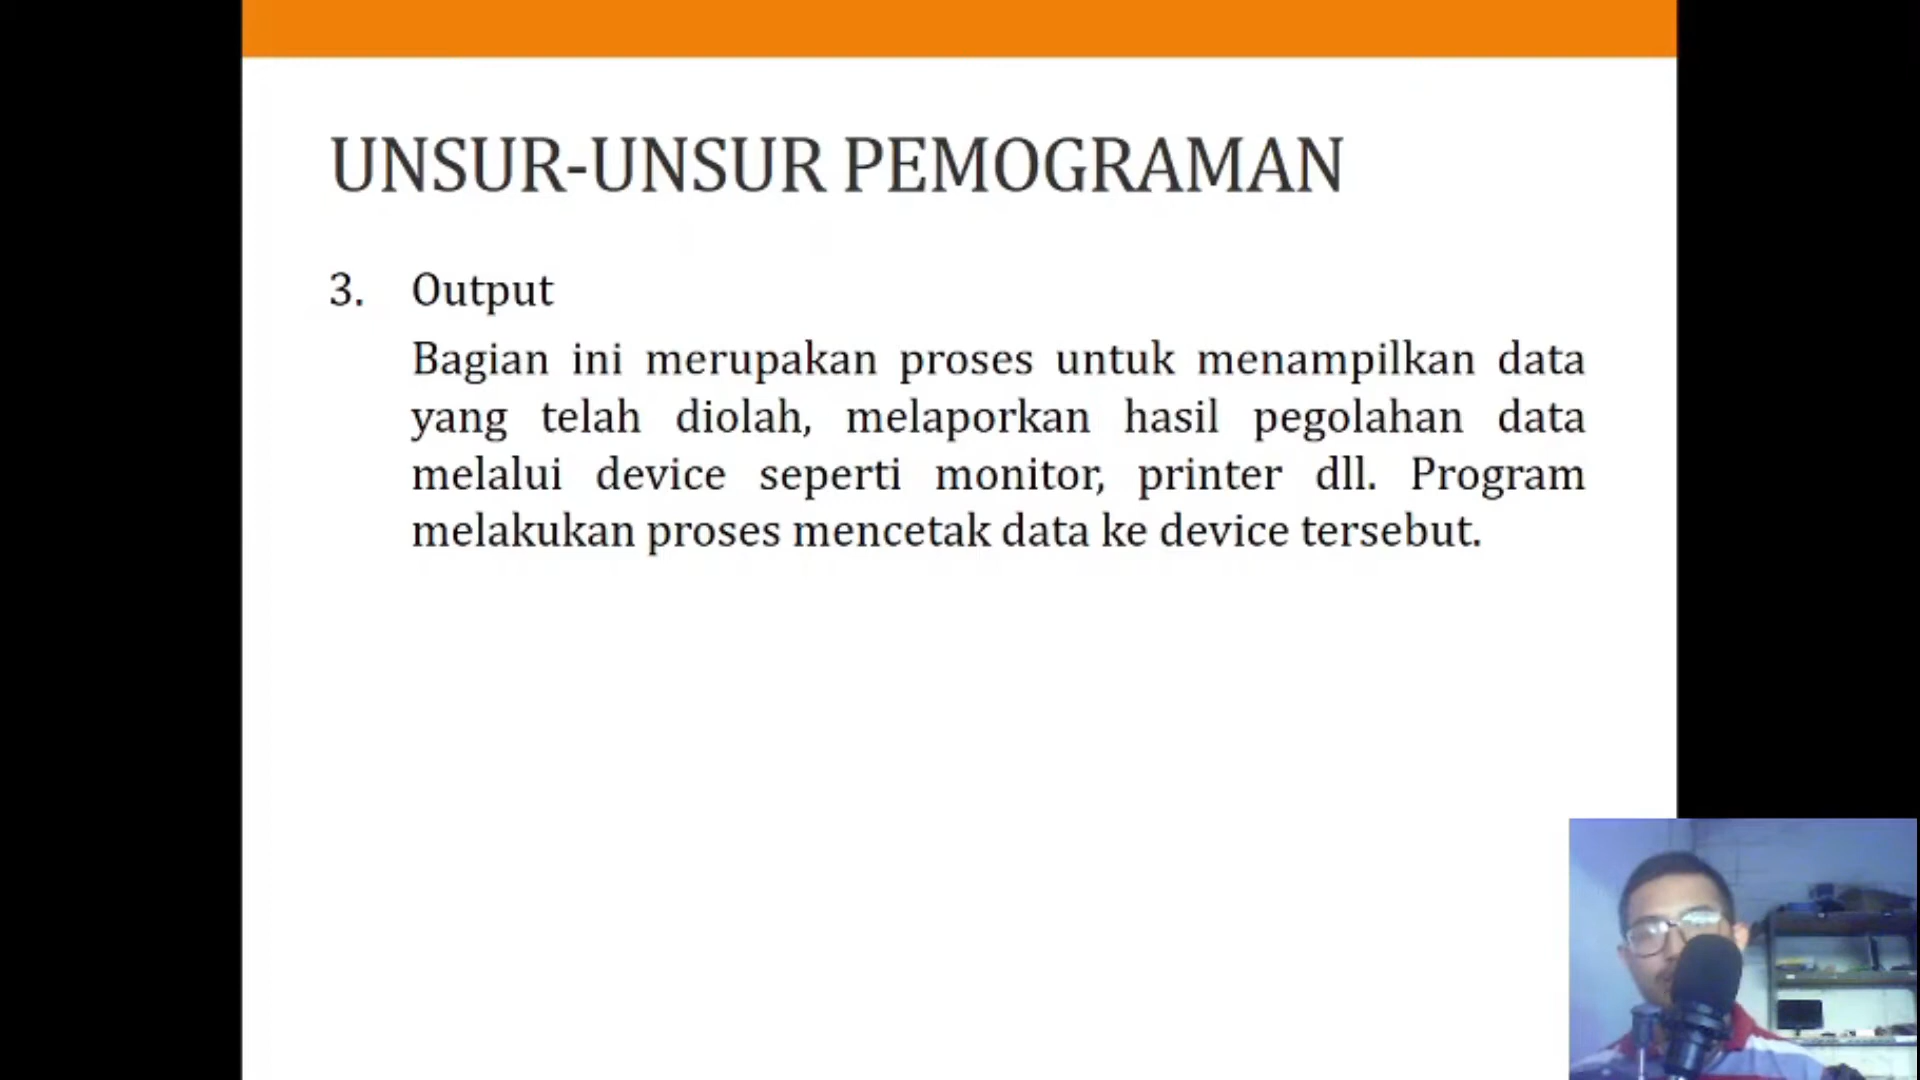 UNSUR-UNSUR PEMOGRAMAN
3. Output
Bagian ini merupakan proses untuk menampilkan data
yang telah diolah, melaporkan hasil pegolahan data
melalui device seperti monitor, printer dll. Program
melakukan proses mencetak data ke device tersebut.